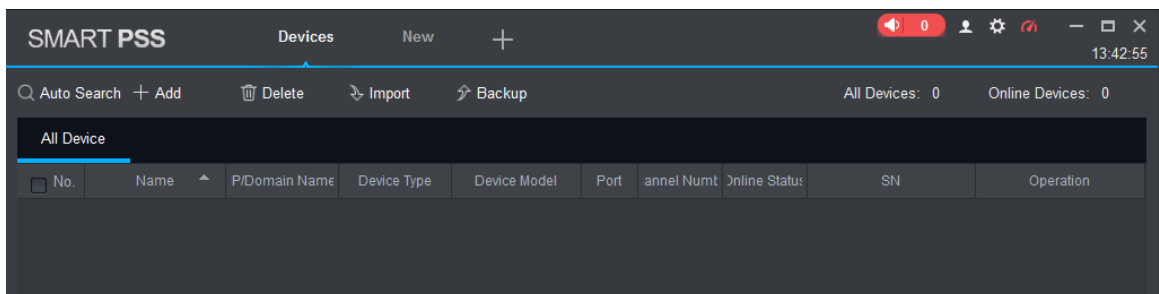 SMART PSS Devices New 0
13:42:55
Auto Search Add Delete Import Backup All Devices: 0 Online Devices: 0
All Device
No. Name P/Domain Name Device Type Device Model Port annel Numb Online Status SN Operation